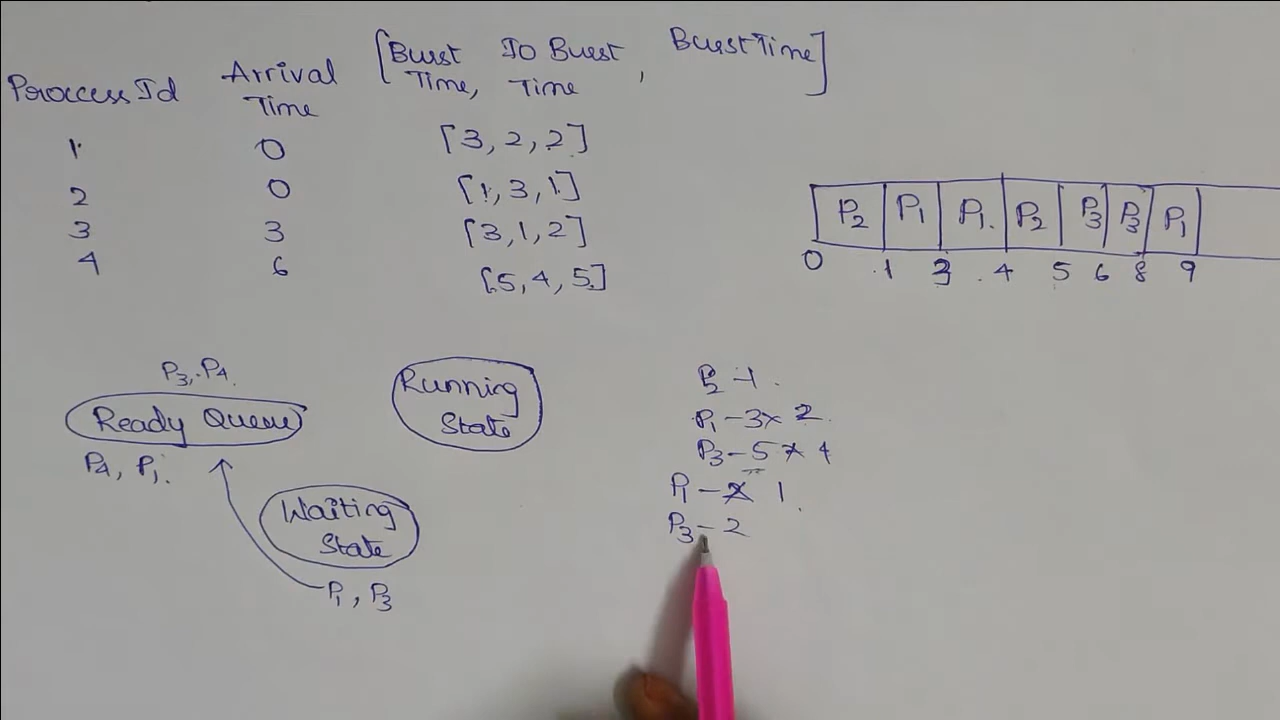 Process Id Arrival Time [Burst Time, IO Burst Time, Burst Time]
1 0 [3, 2, 2]
2 0 [1, 3, 1]
3 3 [3, 1, 2]
4 6 [5, 4, 5]
P2 P1 P1. P2 P3 P3 P1
0 1 3 4 5 6 8 9
P3, P4.
Ready Queue
P4, P1.
Running State
Waiting State
P1, P3
P2 - 1.
P1 - 3 x 2
P3 - 5 x 4
P1 - 2 1
P3 - 2